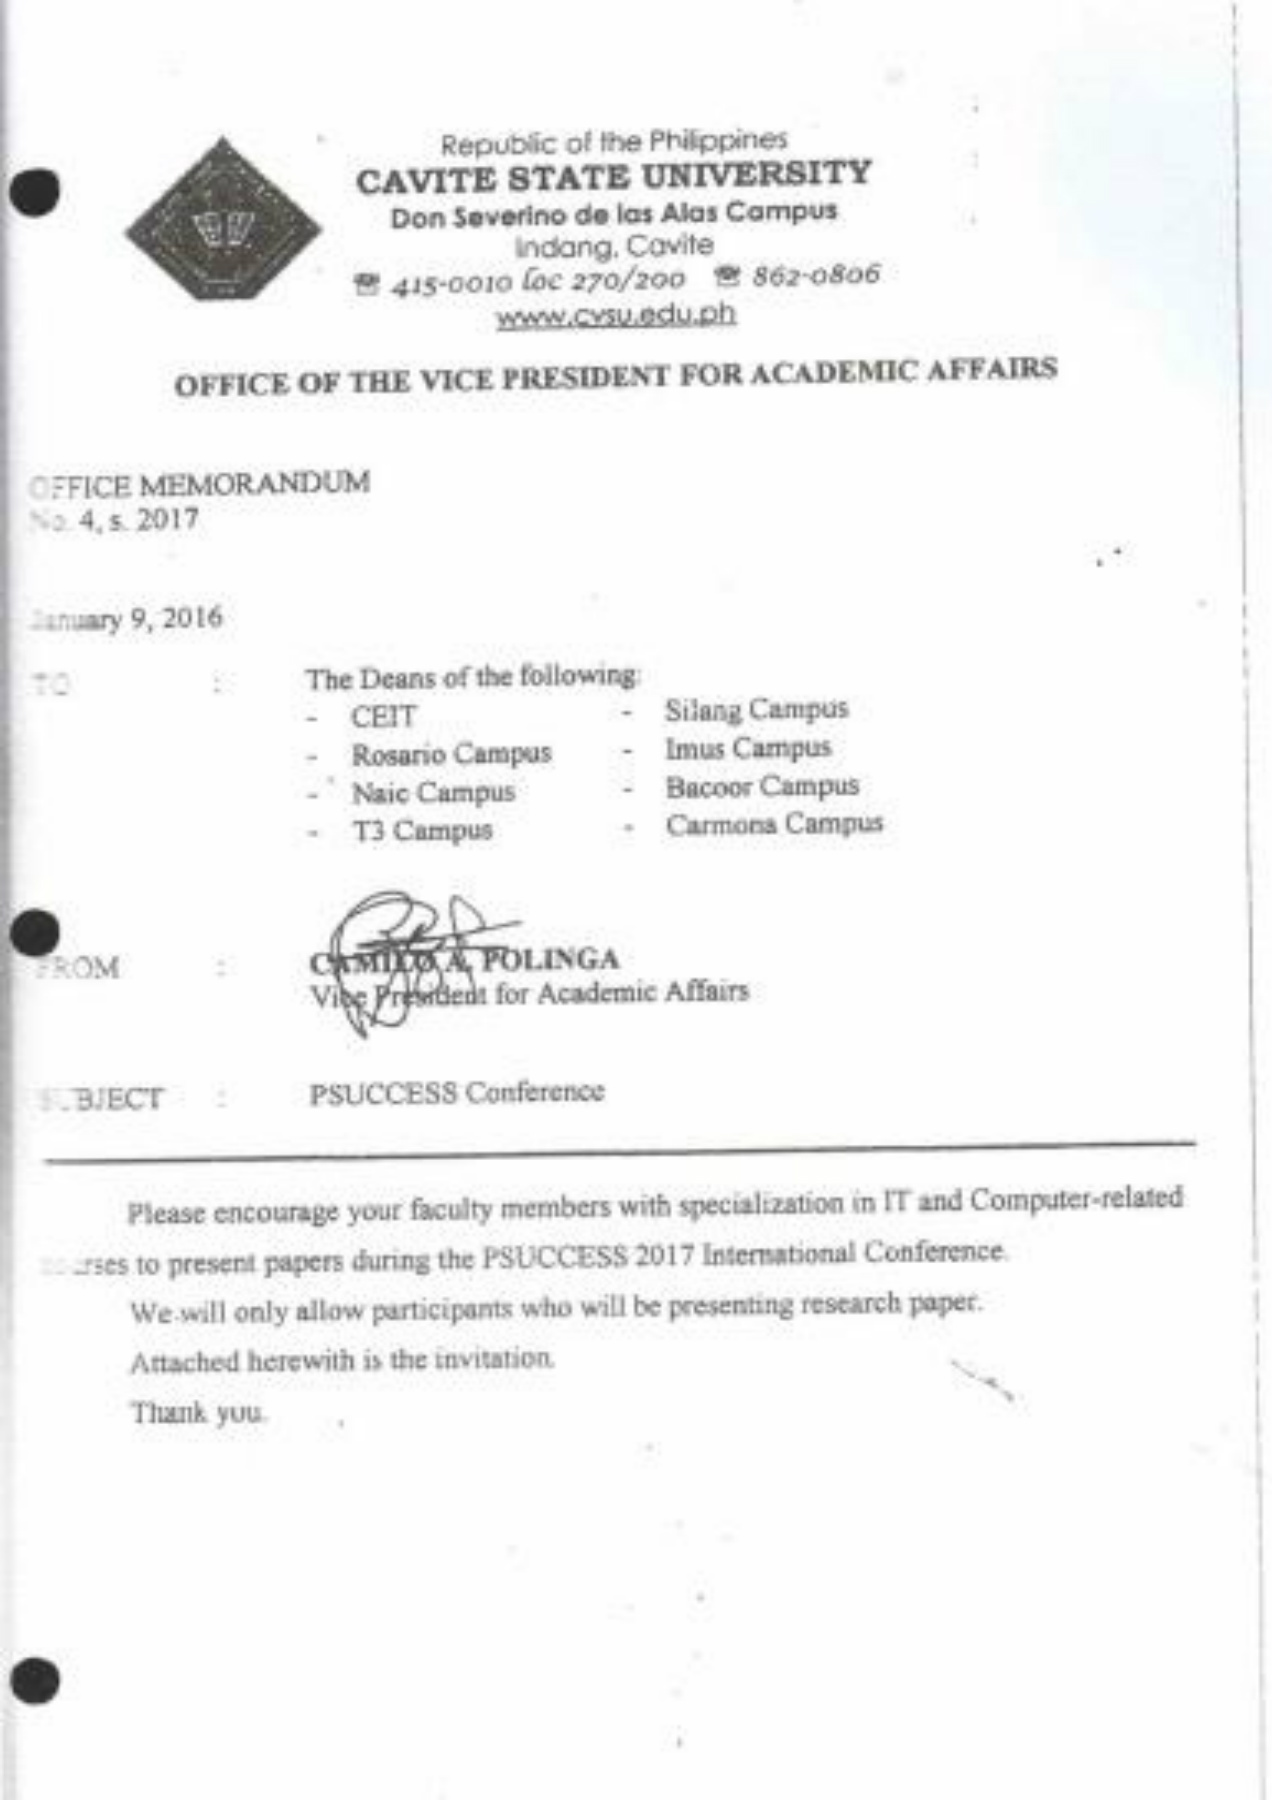 Republic of the Philippines
CAVITE STATE UNIVERSITY
Don Severino de las Alas Campus
Indang, Cavite
☎ 415-0010 loc 270/200 ☎ 862-0806
www.cvsu.edu.ph
OFFICE OF THE VICE PRESIDENT FOR ACADEMIC AFFAIRS
OFFICE MEMORANDUM
No. 4, s. 2017
January 9, 2016
TO : The Deans of the following:
- CEIT - Silang Campus
- Rosario Campus - Imus Campus
- Naic Campus - Bacoor Campus
- T3 Campus - Carmona Campus
FROM : CAMILO A. POLINGA
Vice President for Academic Affairs
SUBJECT : PSUCCESS Conference
Please encourage your faculty members with specialization in IT and Computer-related
courses to present papers during the PSUCCESS 2017 International Conference.
We will only allow participants who will be presenting research paper.
Attached herewith is the invitation.
Thank you.